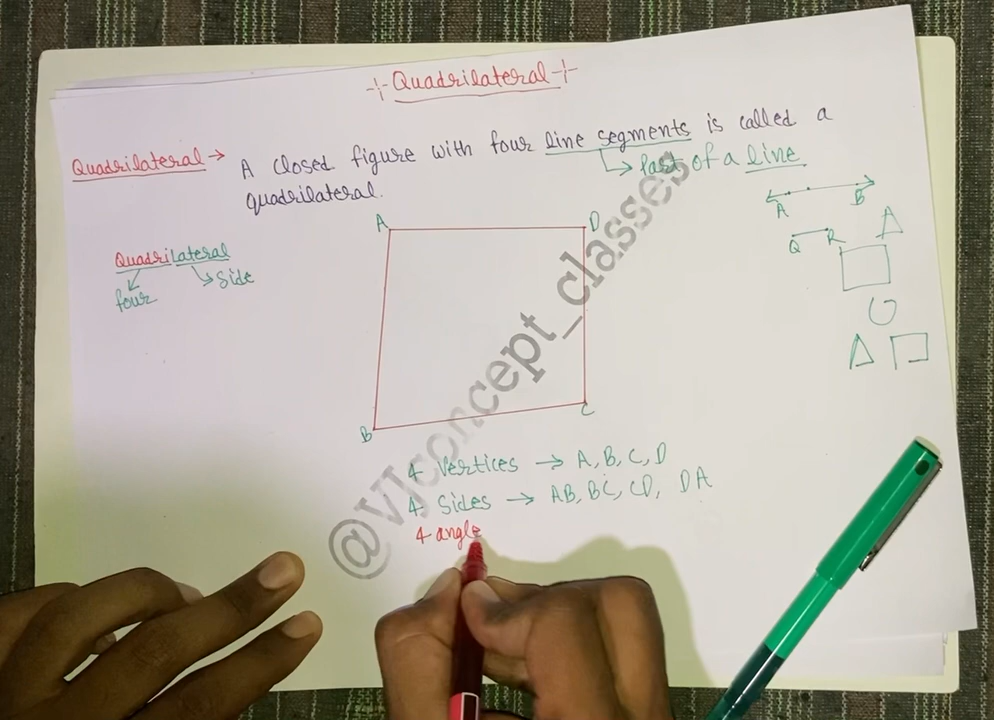 Quadrilateral
Quadrilateral → A closed figure with four line segments is called a
quadrilateral.
↳ Part of a line
A B
Q R
Quadrilateral
four side
A D
B C
4 Vertices → A, B, C, D
4 Sides → AB, BC, CD, DA
4 angle
@VJconcept_classes